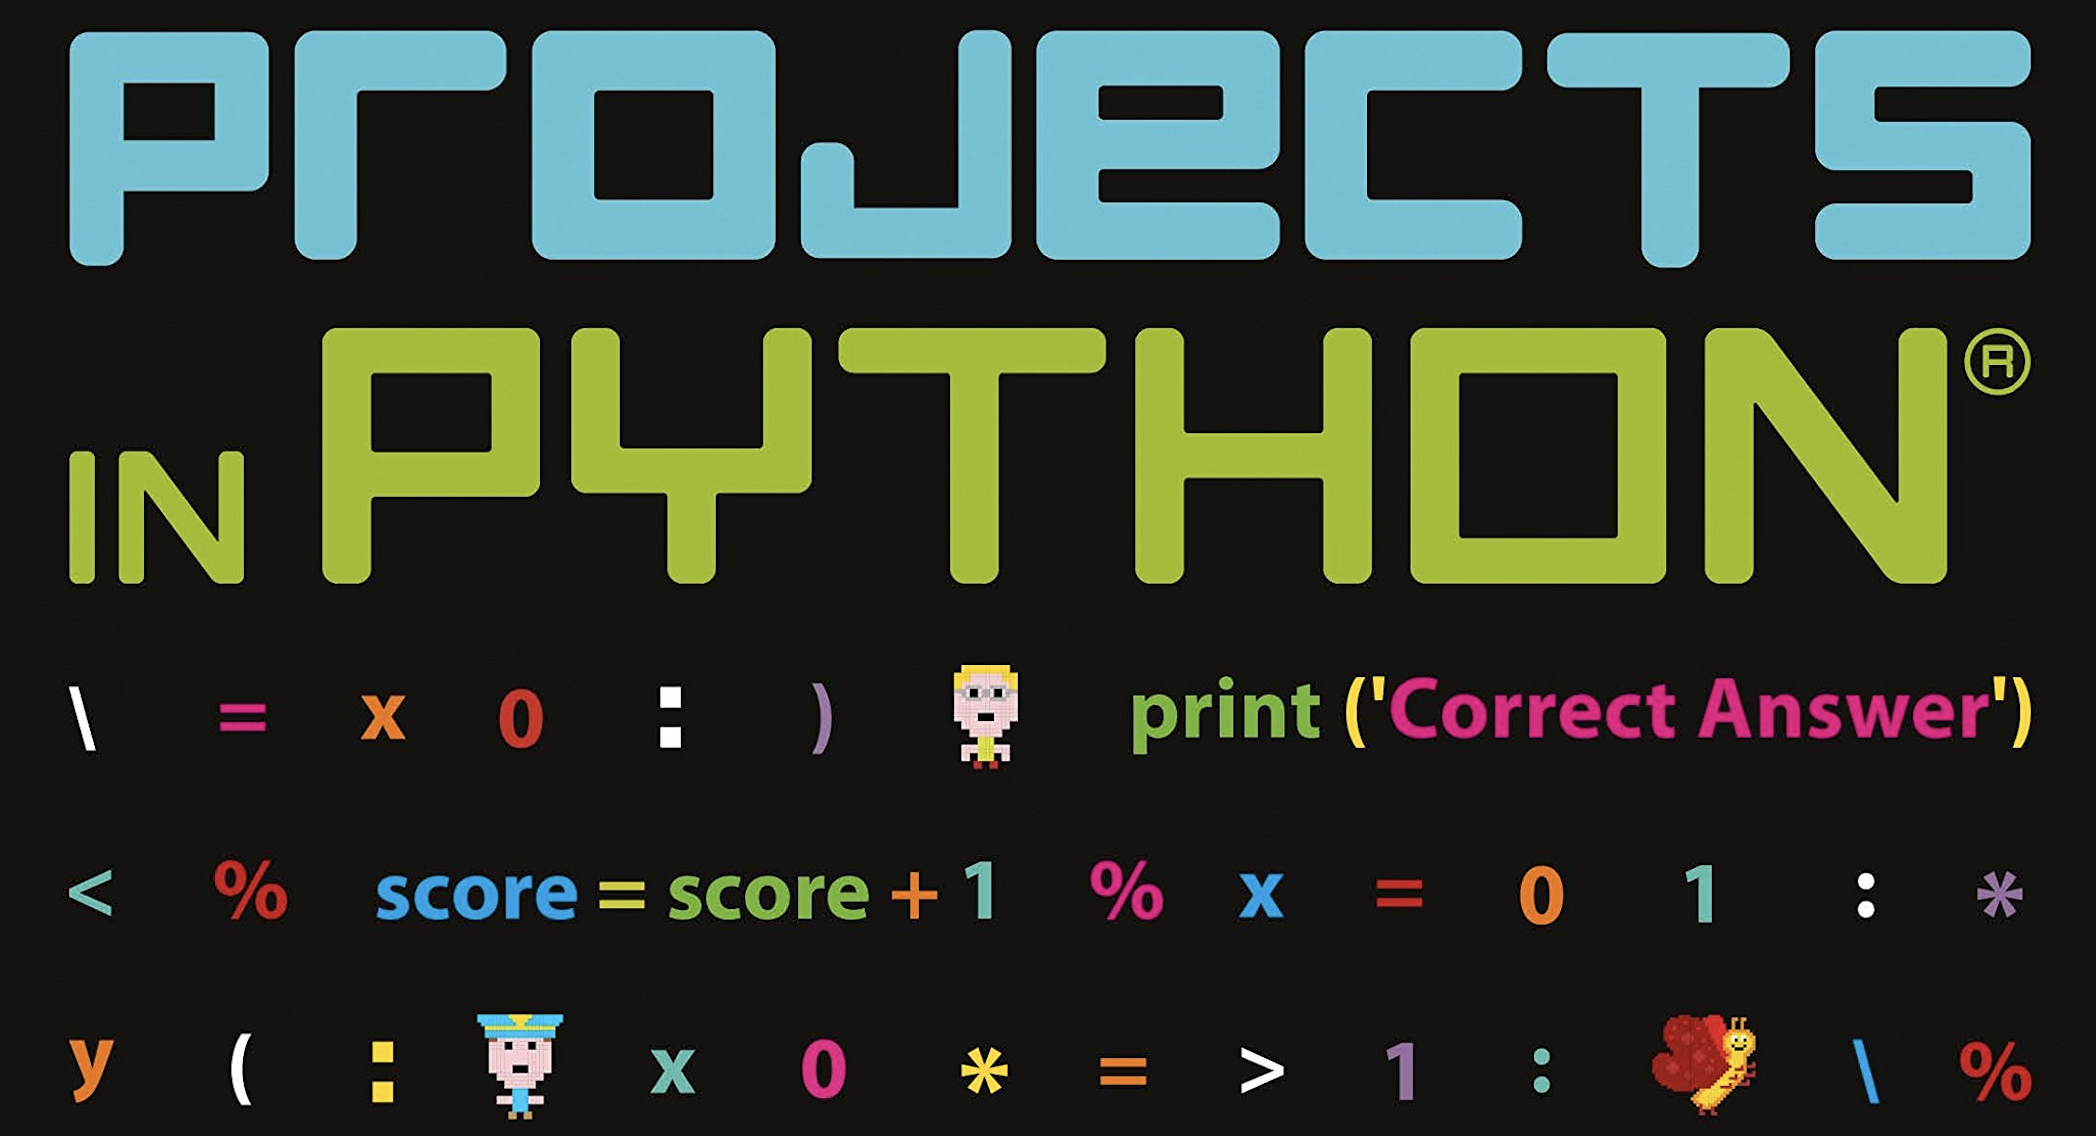 PROJECTS
IN PYTHON®
\ = x 0 : ) print ('Correct Answer')
< % score = score + 1 % x = 0 1 : *
y ( : x 0 * = > 1 : \ %